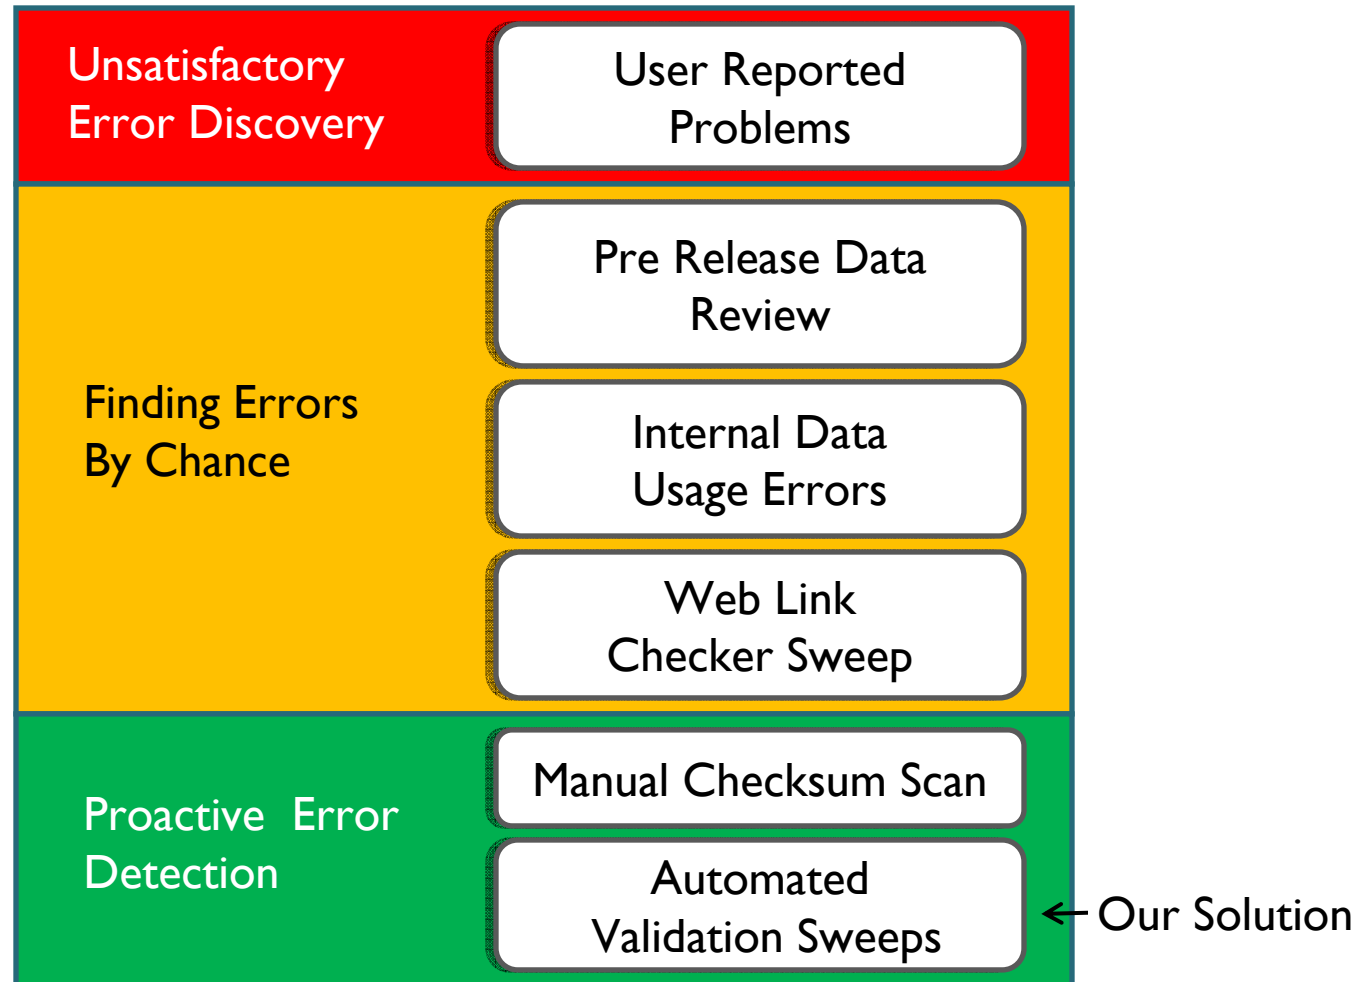 Unsatisfactory
Error Discovery
User Reported
Problems
Finding Errors
By Chance
Pre Release Data
Review
Internal Data
Usage Errors
Web Link
Checker Sweep
Proactive  Error
Detection
Manual Checksum Scan
Automated
Validation Sweeps
Our Solution